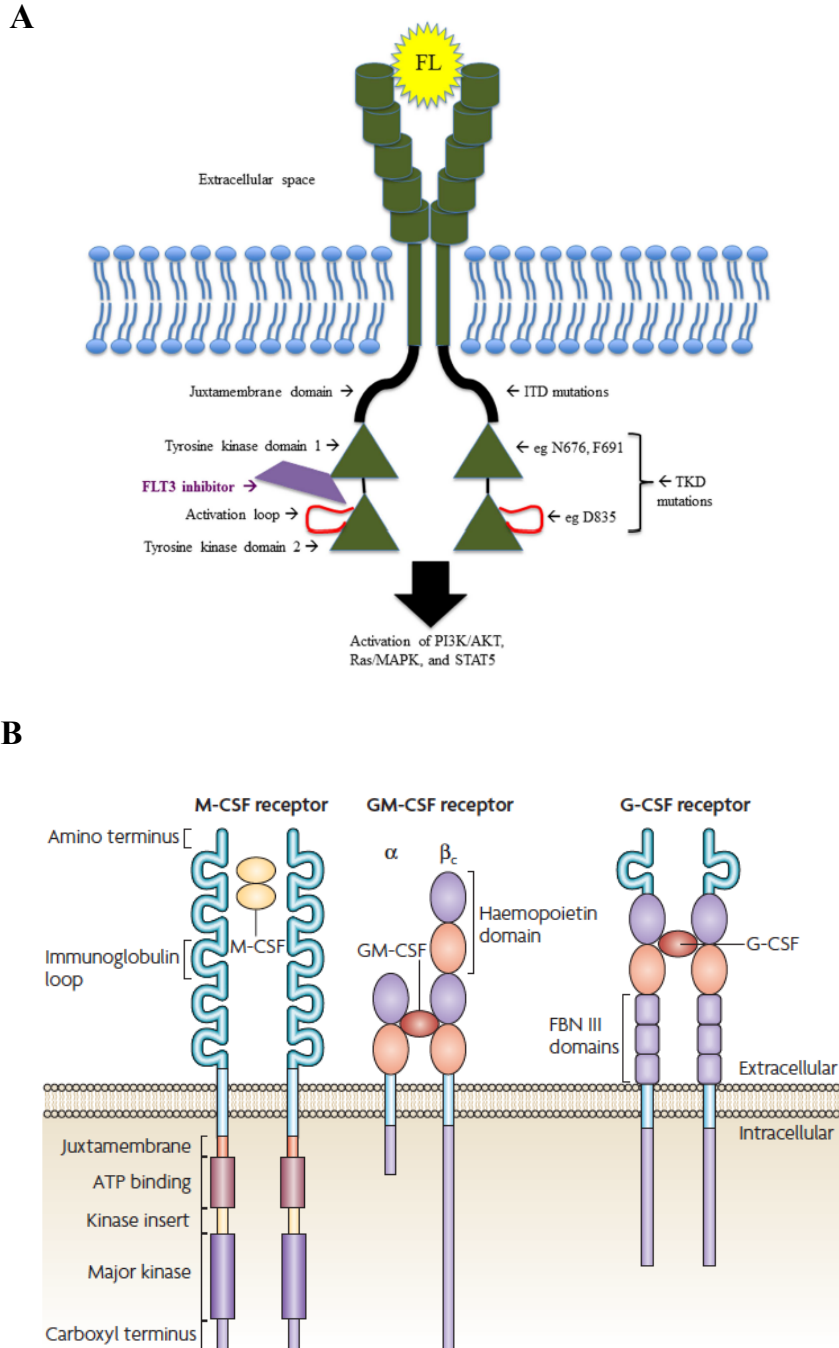 A
FL
Extracellular space
Juxtamembrane domain →
← ITD mutations
Tyrosine kinase domain 1 →
← eg N676, F691
FLT3 inhibitor →
← TKD
mutations
Activation loop →
← eg D835
Tyrosine kinase domain 2 →
Activation of PI3K/AKT,
Ras/MAPK, and STAT5
B
M-CSF receptor
GM-CSF receptor
G-CSF receptor
Amino terminus
α
βc
Haemopoietin
domain
M-CSF
GM-CSF
G-CSF
Immunoglobulin
loop
FBN III
domains
Extracellular
Intracellular
Juxtamembrane
ATP binding
Kinase insert
Major kinase
Carboxyl terminus